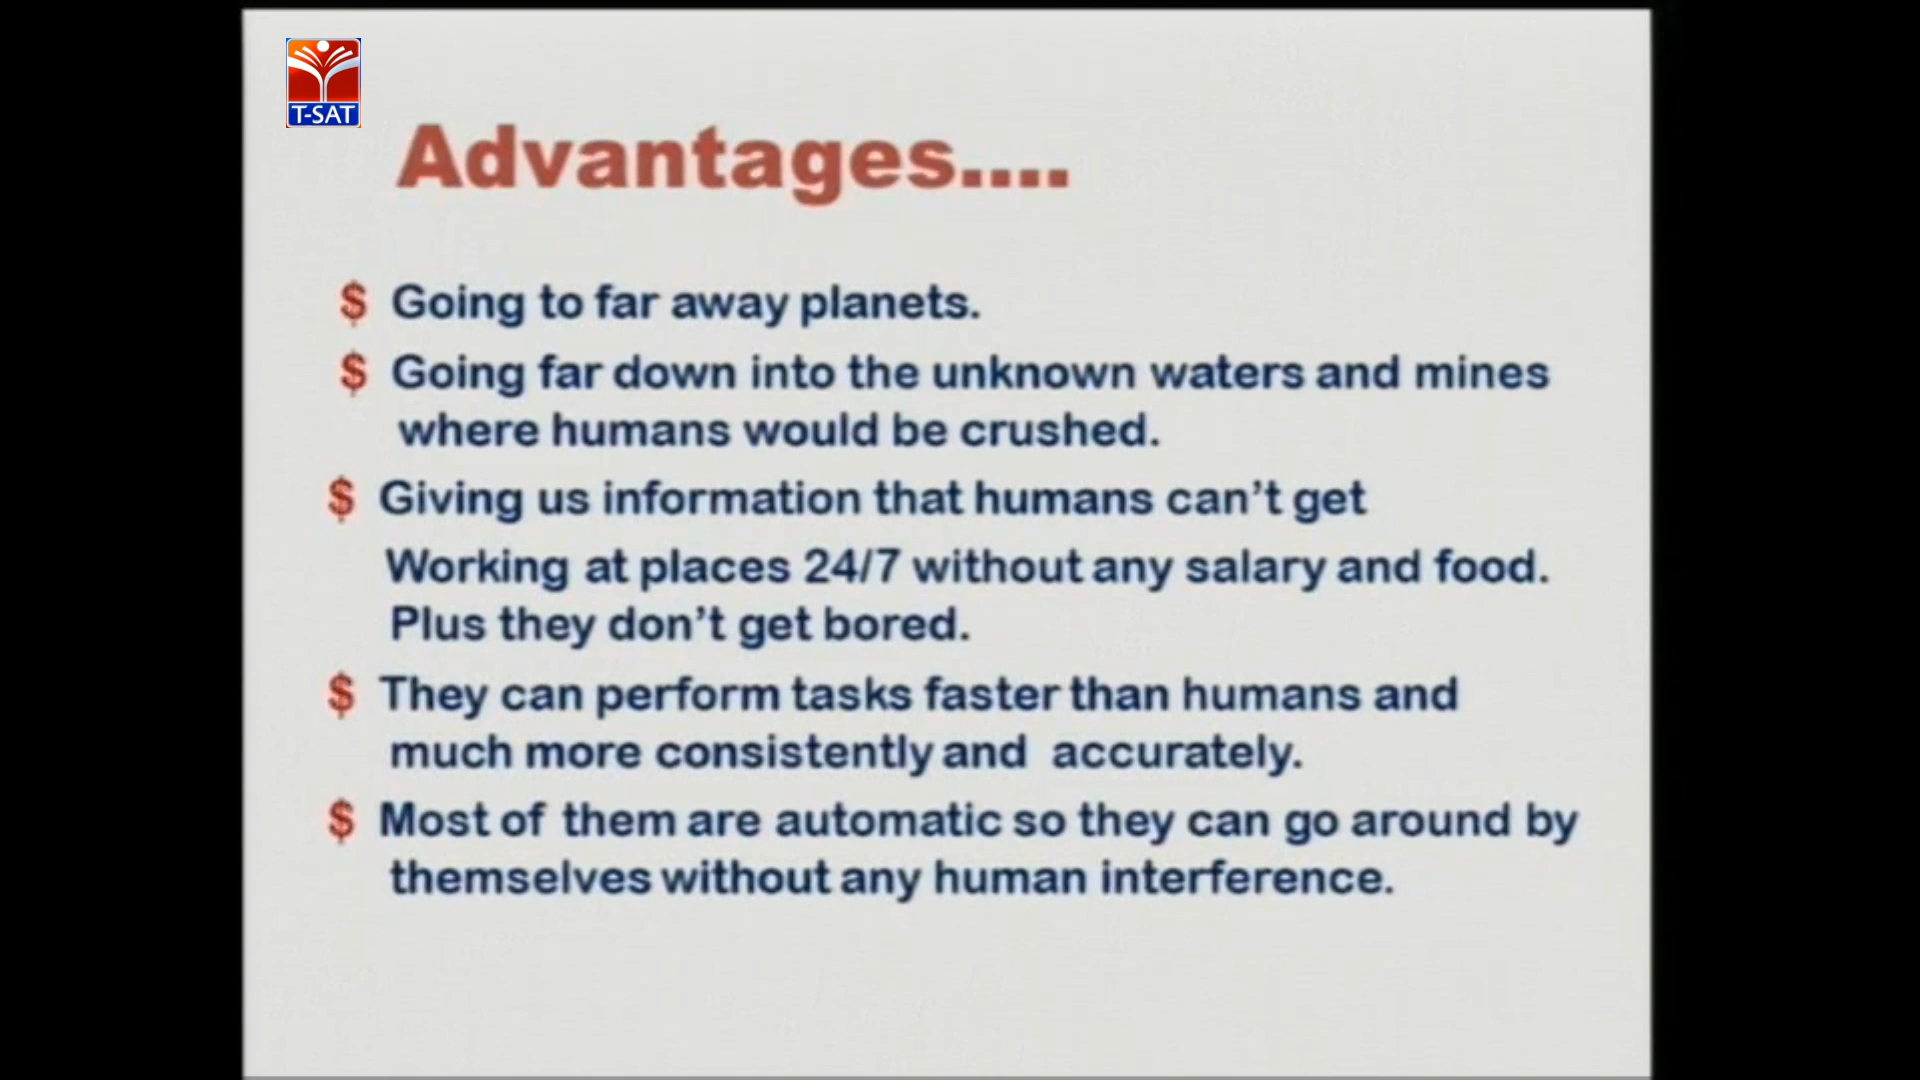 T-SAT
Advantages....
$ Going to far away planets.
$ Going far down into the unknown waters and mines
where humans would be crushed.
$ Giving us information that humans can’t get
Working at places 24/7 without any salary and food.
Plus they don’t get bored.
$ They can perform tasks faster than humans and
much more consistently and accurately.
$ Most of them are automatic so they can go around by
themselves without any human interference.